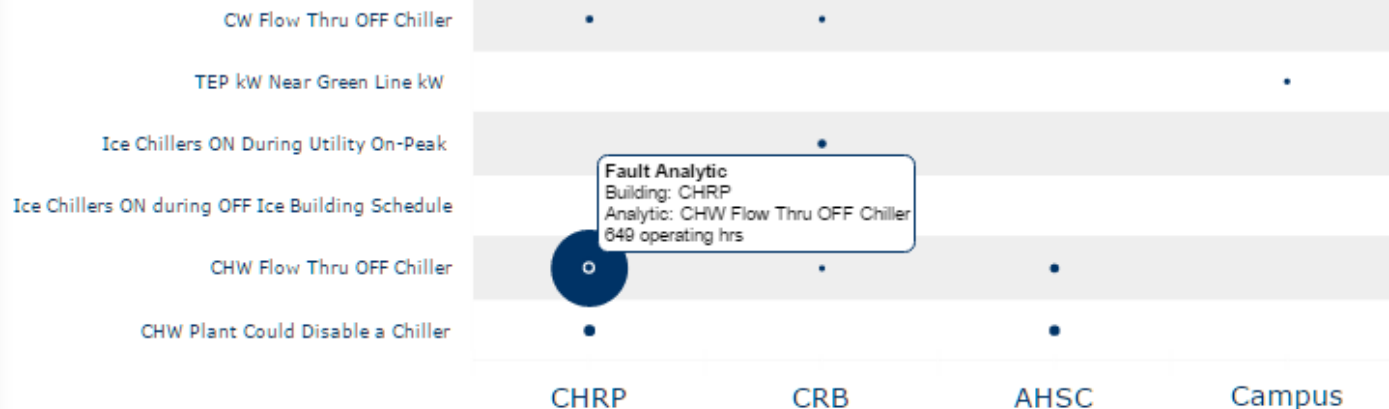 CW Flow Thru OFF Chiller
TEP kW Near Green Line kW
Ice Chillers ON During Utility On-Peak
Fault Analytic
Building: CHRP
Analytic: CHW Flow Thru OFF Chiller
649 operating hrs
Ice Chillers ON during OFF Ice Building Schedule
CHW Flow Thru OFF Chiller
CHW Plant Could Disable a Chiller
CHRP CRB AHSC Campus